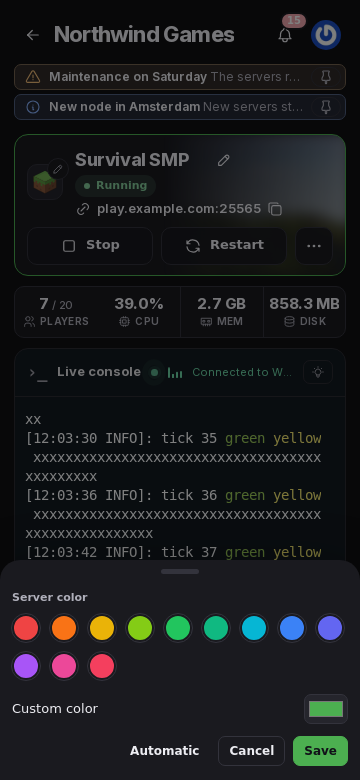 Northwind Games
15
Maintenance on Saturday The servers r...
New node in Amsterdam New servers st...
Survival SMP
Running
play.example.com:25565
Stop
Restart
7 / 20
PLAYERS
39.0%
CPU
2.7 GB
MEM
858.3 MB
DISK
Live console
Connected to W...
xx
[12:03:30 INFO]: tick 35 green yellow
xxxxxxxxxxxxxxxxxxxxxxxxxxxxxxxxxxx
xxxxxxxxx
[12:03:36 INFO]: tick 36 green yellow
xxxxxxxxxxxxxxxxxxxxxxxxxxxxxxxxxxx
xxxxxxxxxxxxxxxx
[12:03:42 INFO]: tick 37 green yellow
Server color
Custom color
Automatic
Cancel
Save